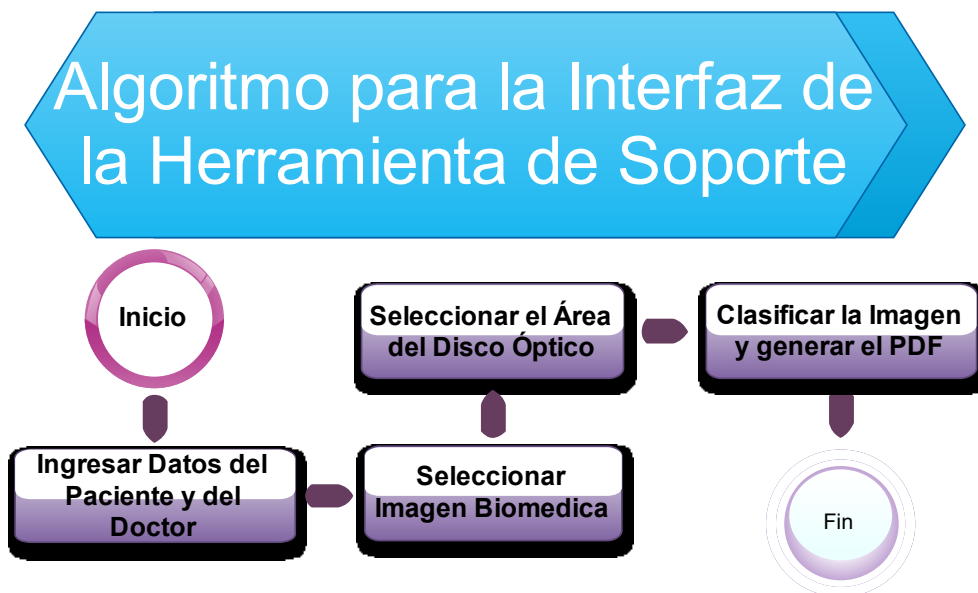 Algoritmo para la Interfaz de
la Herramienta de Soporte
Inicio
Ingresar Datos del
Paciente y del
Doctor
Seleccionar
Imagen Biomedica
Seleccionar el Área
del Disco Óptico
Clasificar la Imagen
y generar el PDF
Fin